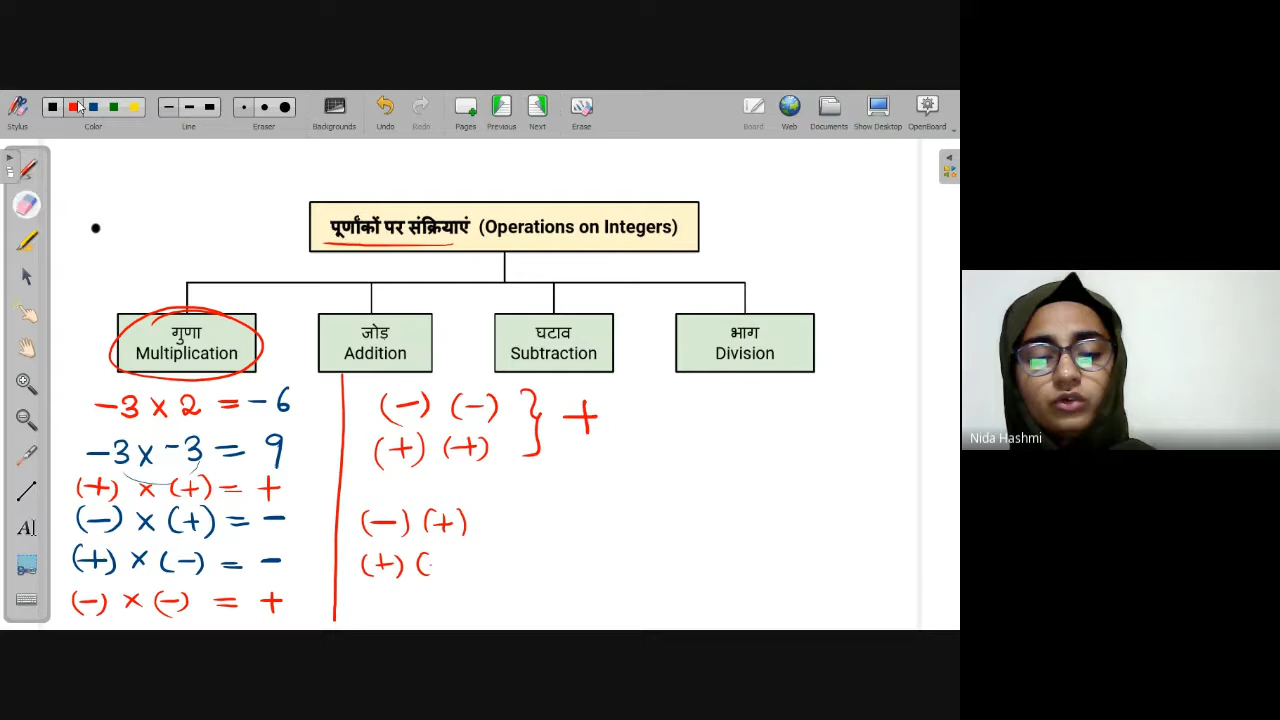 Stylus Color Line Eraser Backgrounds Undo Redo Pages Previous Next Erase Board Web Documents Show Desktop OpenBoard
पूर्णांकों पर संक्रियाएं (Operations on Integers)
गुणा
Multiplication
जोड
Addition
घटाव
Subtraction
भाग
Division
-3 x 2 = -6
-3 x -3 = 9
(+) x (+) = +
(-) x (+) = -
(+) x (-) = -
(-) x (-) = +
(-) (-)
(+) (+)
} +
(-) (+)
(+) (
Nida Hashmi